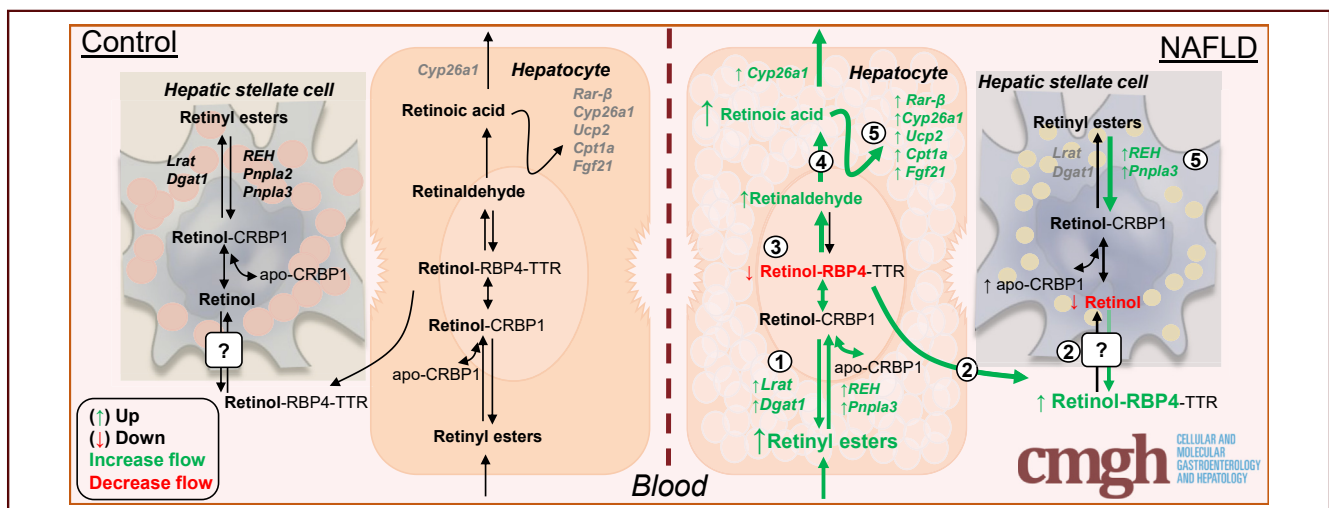 Control
Hepatic stellate cell
Retinyl esters
Lrat
Dgat1
REH
Pnpla2
Pnpla3
Retinol-CRBP1
apo-CRBP1
Retinol
?
Retinol-RBP4-TTR
(↑) Up
(↓) Down
Increase flow
Decrease flow
Cyp26a1
Hepatocyte
Retinoic acid
Rar-β
Cyp26a1
Ucp2
Cpt1a
Fgf21
Retinaldehyde
Retinol-RBP4-TTR
Retinol-CRBP1
apo-CRBP1
Retinyl esters
Blood
NAFLD
↑ Cyp26a1
Hepatocyte
↑ Retinoic acid
↑ Rar-β
↑Cyp26a1
↑ Ucp2
↑ Cpt1a
↑ Fgf21
5
4
↑Retinaldehyde
3
↓ Retinol-RBP4-TTR
Retinol-CRBP1
1
apo-CRBP1
↑Lrat
↑Dgat1
↑REH
↑Pnpla3
↑Retinyl esters
2
Hepatic stellate cell
Retinyl esters
Lrat
Dgat1
↑REH
↑Pnpla3
5
Retinol-CRBP1
↑ apo-CRBP1
↓ Retinol
2
?
↑ Retinol-RBP4-TTR
cmgh
CELLULAR AND
MOLECULAR
GASTROENTEROLOGY
AND HEPATOLOGY